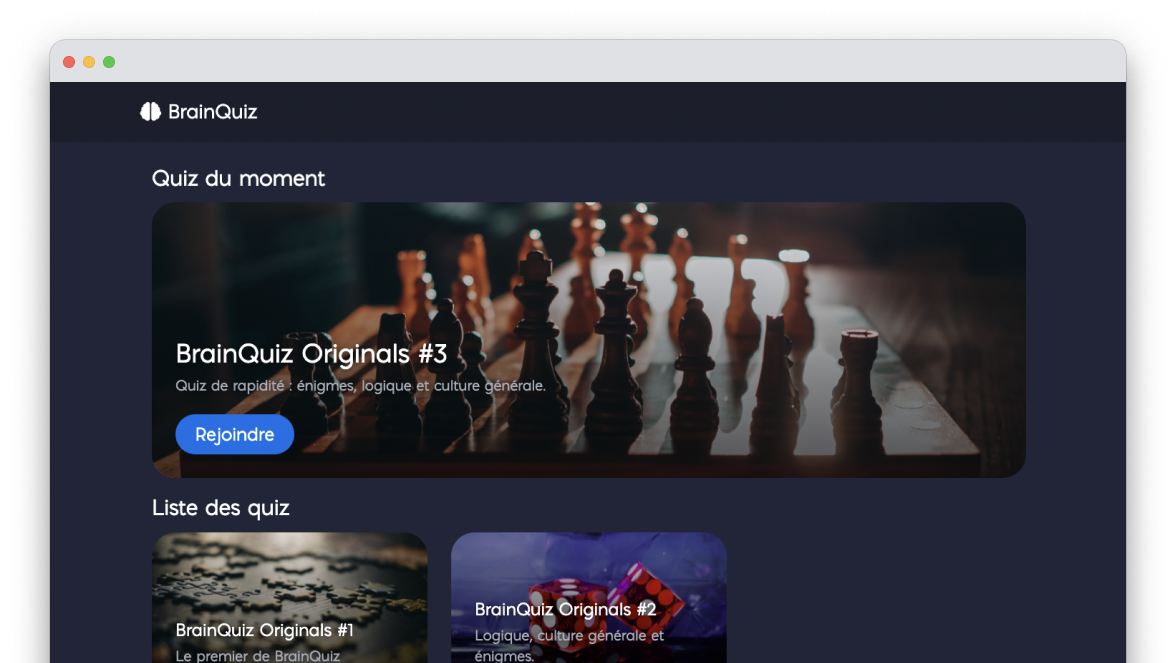 BrainQuiz
Quiz du moment
BrainQuiz Originals #3
Quiz de rapidité : énigmes, logique et culture générale.
Rejoindre
Liste des quiz
BrainQuiz Originals #1
Le premier de BrainQuiz
BrainQuiz Originals #2
Logique, culture générale et
énigmes.